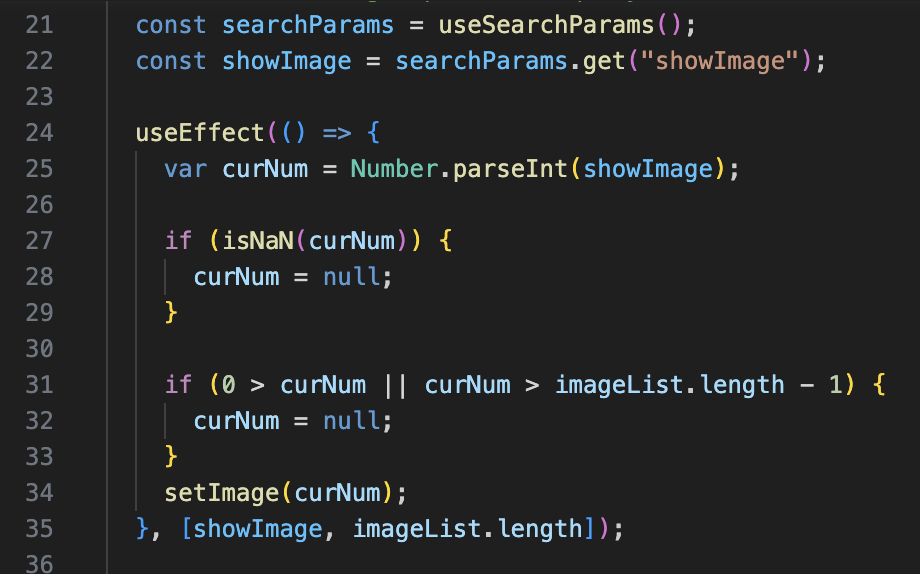 21 const searchParams = useSearchParams();
22 const showImage = searchParams.get("showImage");
23
24 useEffect(() => {
25 var curNum = Number.parseInt(showImage);
26
27 if (isNaN(curNum)) {
28 curNum = null;
29 }
30
31 if (0 > curNum || curNum > imageList.length - 1) {
32 curNum = null;
33 }
34 setImage(curNum);
35 }, [showImage, imageList.length]);
36